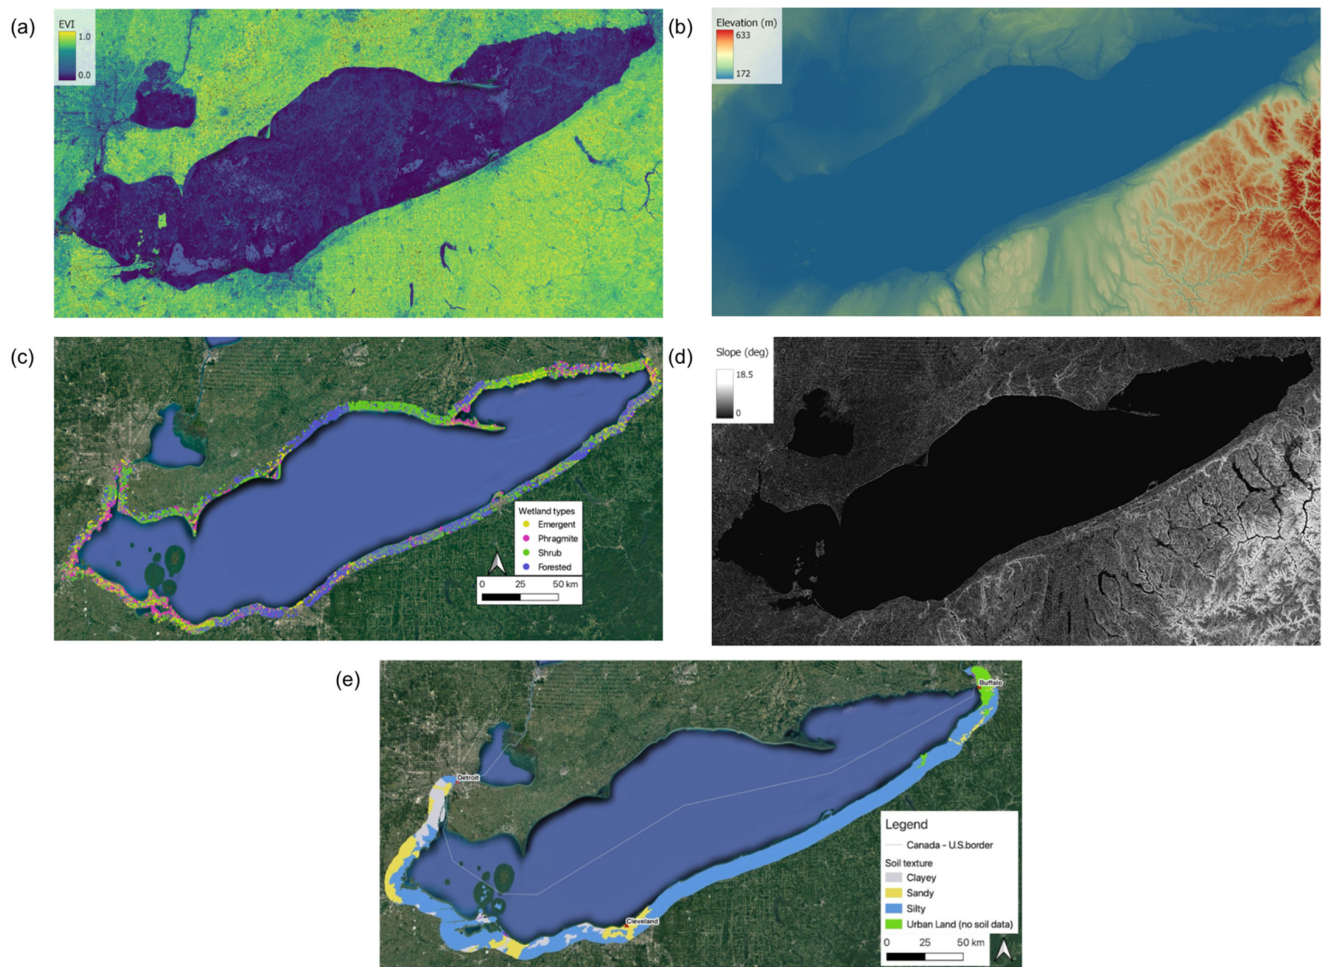 (a)
EVI
1.0
0.0
(b)
Elevation (m)
633
172
(c)
Wetland types
Emergent
Phragmite
Shrub
Forested
0 25 50 km
(d)
Slope (deg)
18.5
0
(e)
Buffalo
Detroit
Cleveland
Legend
Canada - U.S.border
Soil texture
Clayey
Sandy
Silty
Urban Land (no soil data)
0 25 50 km